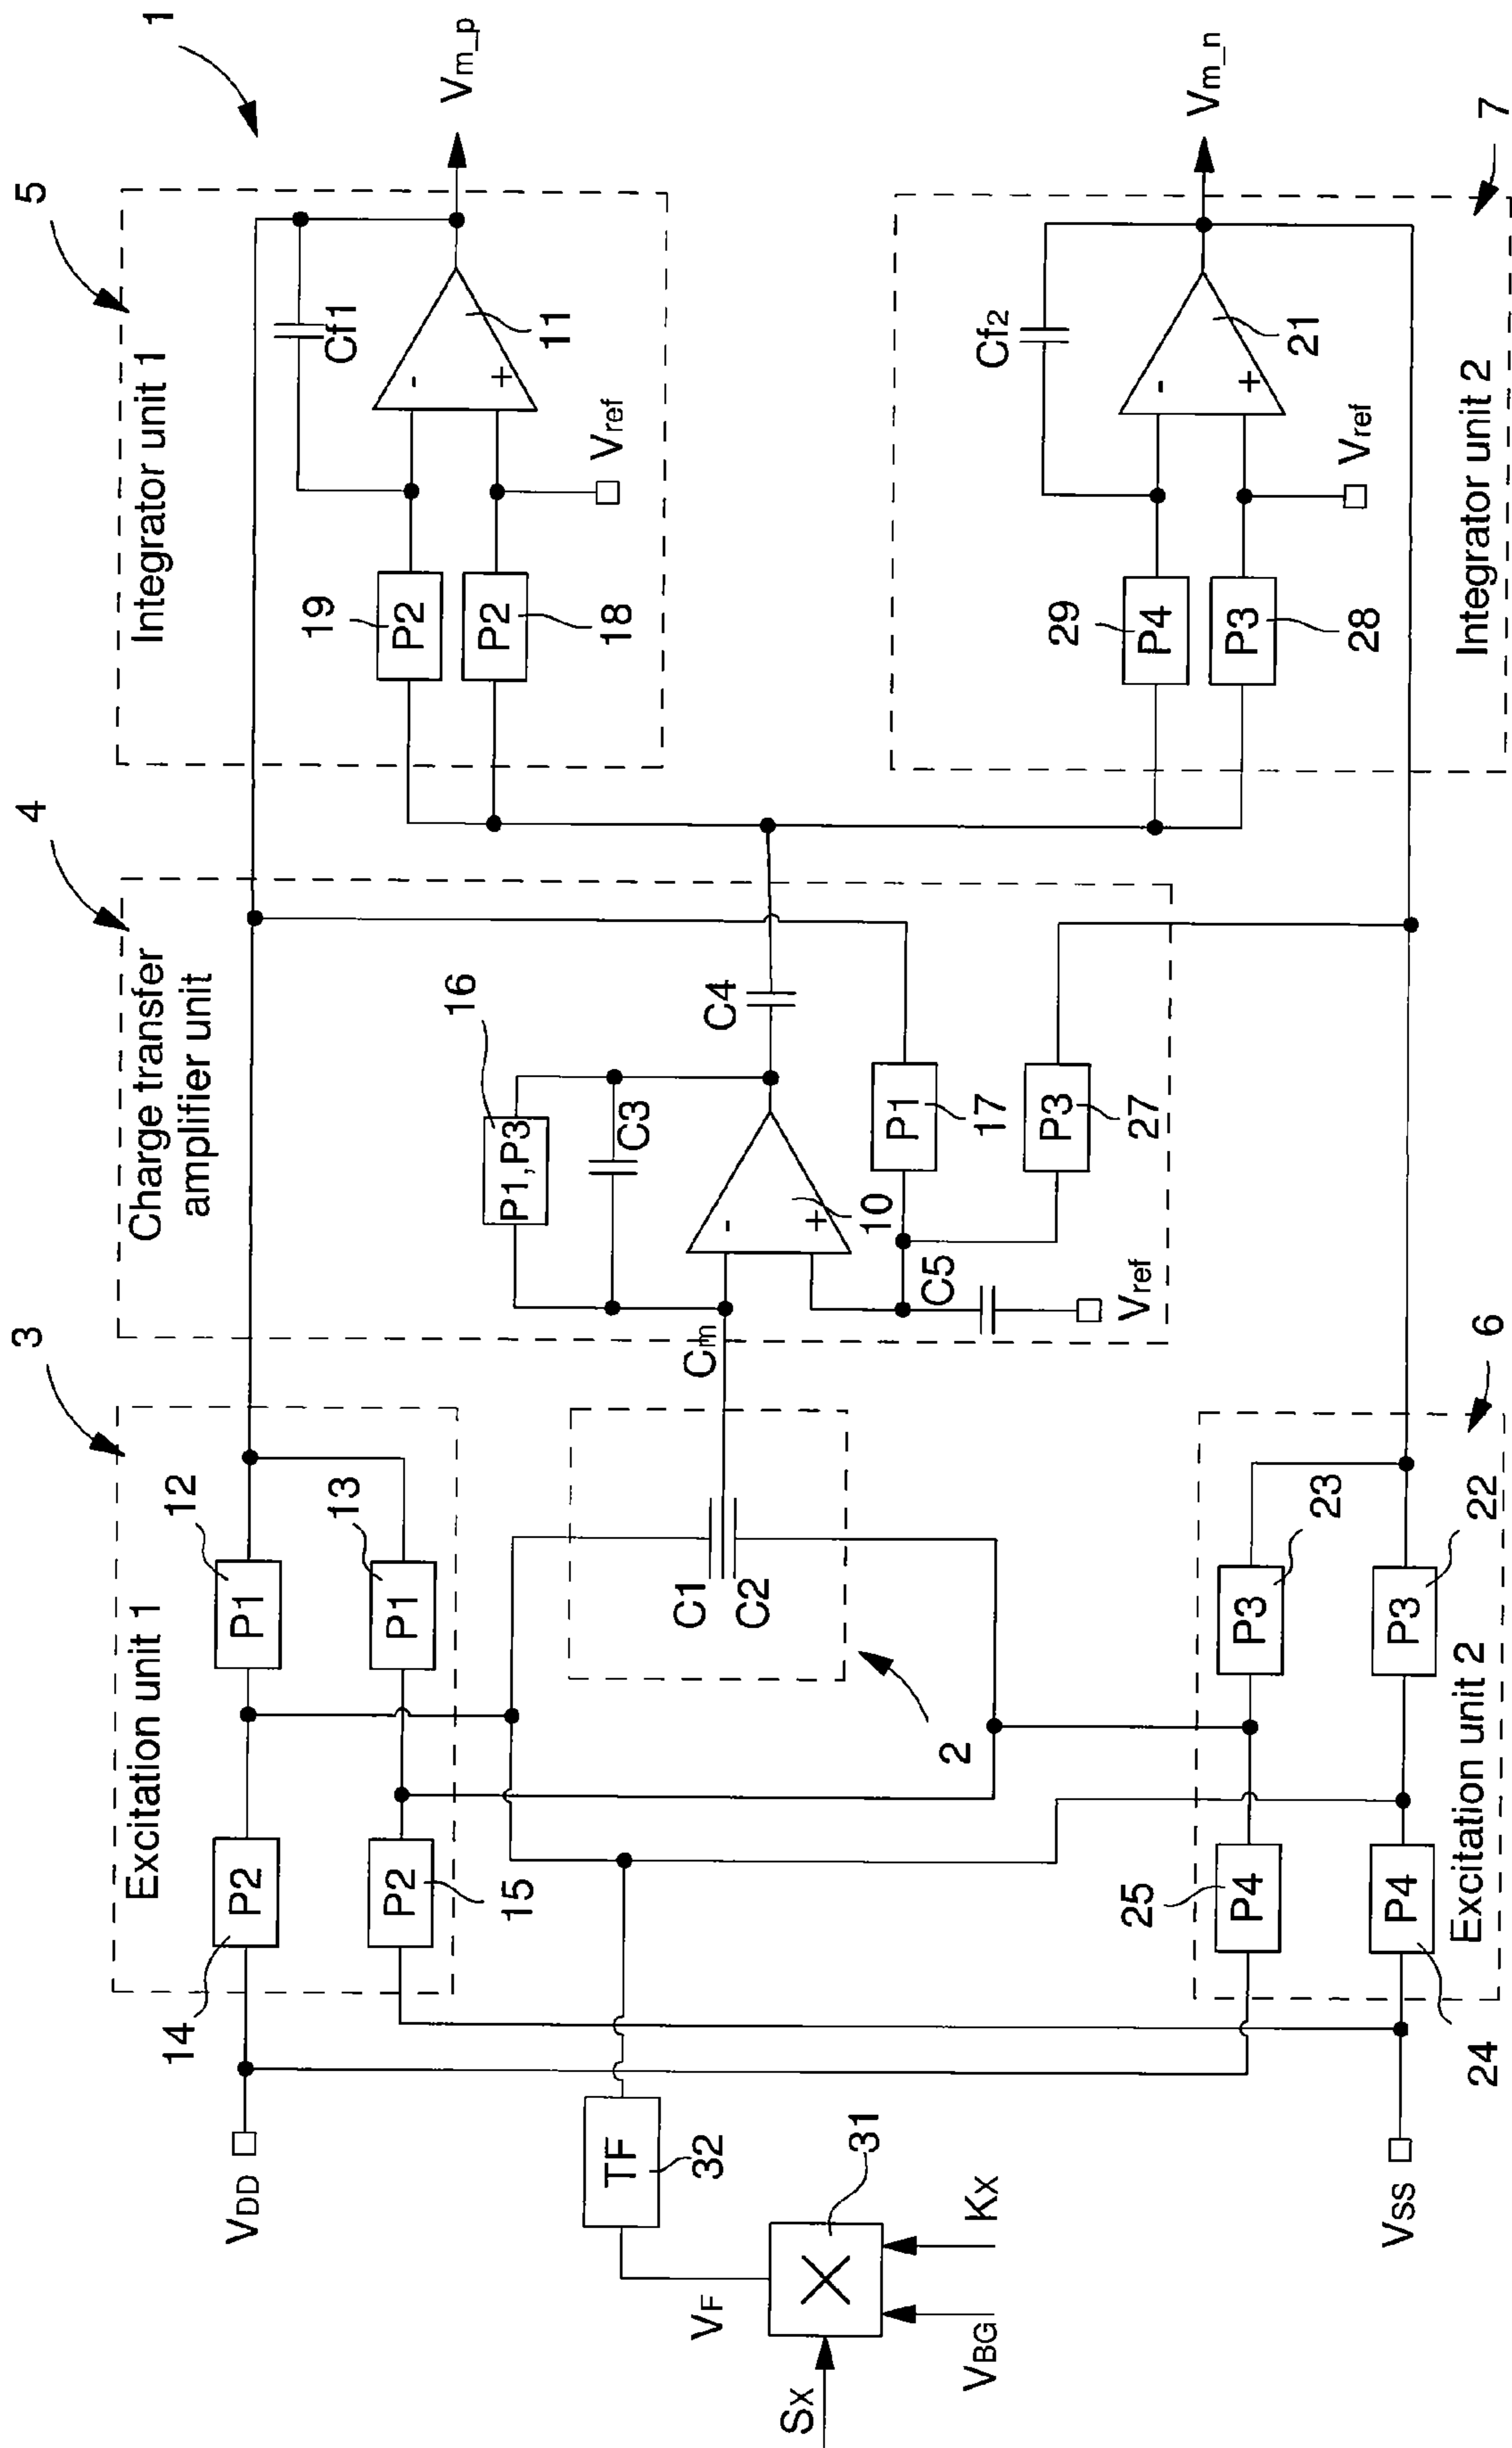 1
5
Integrator unit 1
Cf1
11
Vm_p
19
P2
P2
18
Vref
4
Charge transfer
amplifier unit
16
P1,P3
C3
C4
-
+
10
P1
17
P3
27
C5
Vref
Cm
3
Excitation unit 1
12
P1
13
P1
14
P2
P2
15
C1
C2
2
VDD
TF
32
VF
31
Sx
VBG
Kx
VSS
6
Excitation unit 2
23
P3
22
P3
25
P4
P4
24
7
Integrator unit 2
Cf2
21
Vm_n
29
P4
P3
28
Vref
-
+
-
+